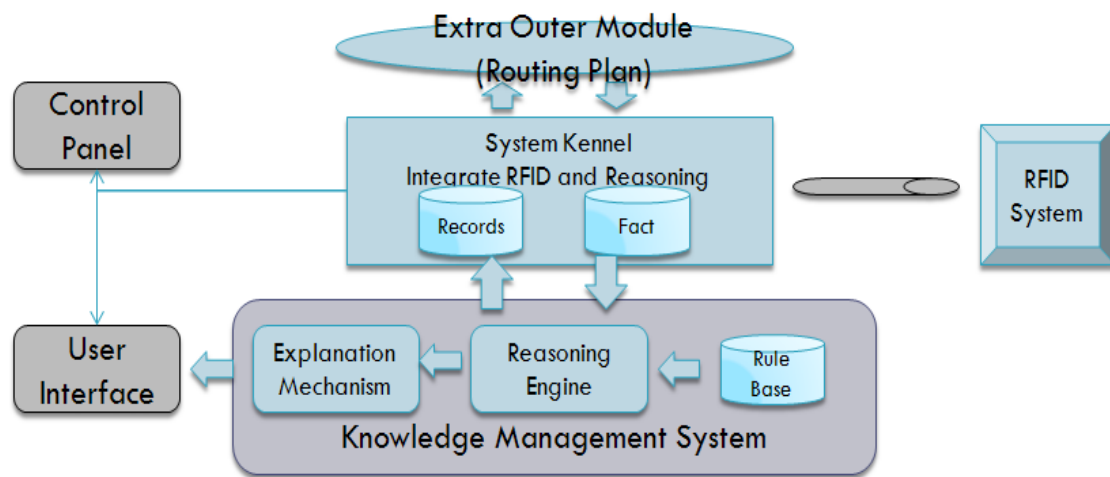 Extra Outer Module
(Routing Plan)
Control
Panel
System Kennel
Integrate RFID and Reasoning
Records
Fact
RFID
System
User
Interface
Explanation
Mechanism
Reasoning
Engine
Rule
Base
Knowledge Management System